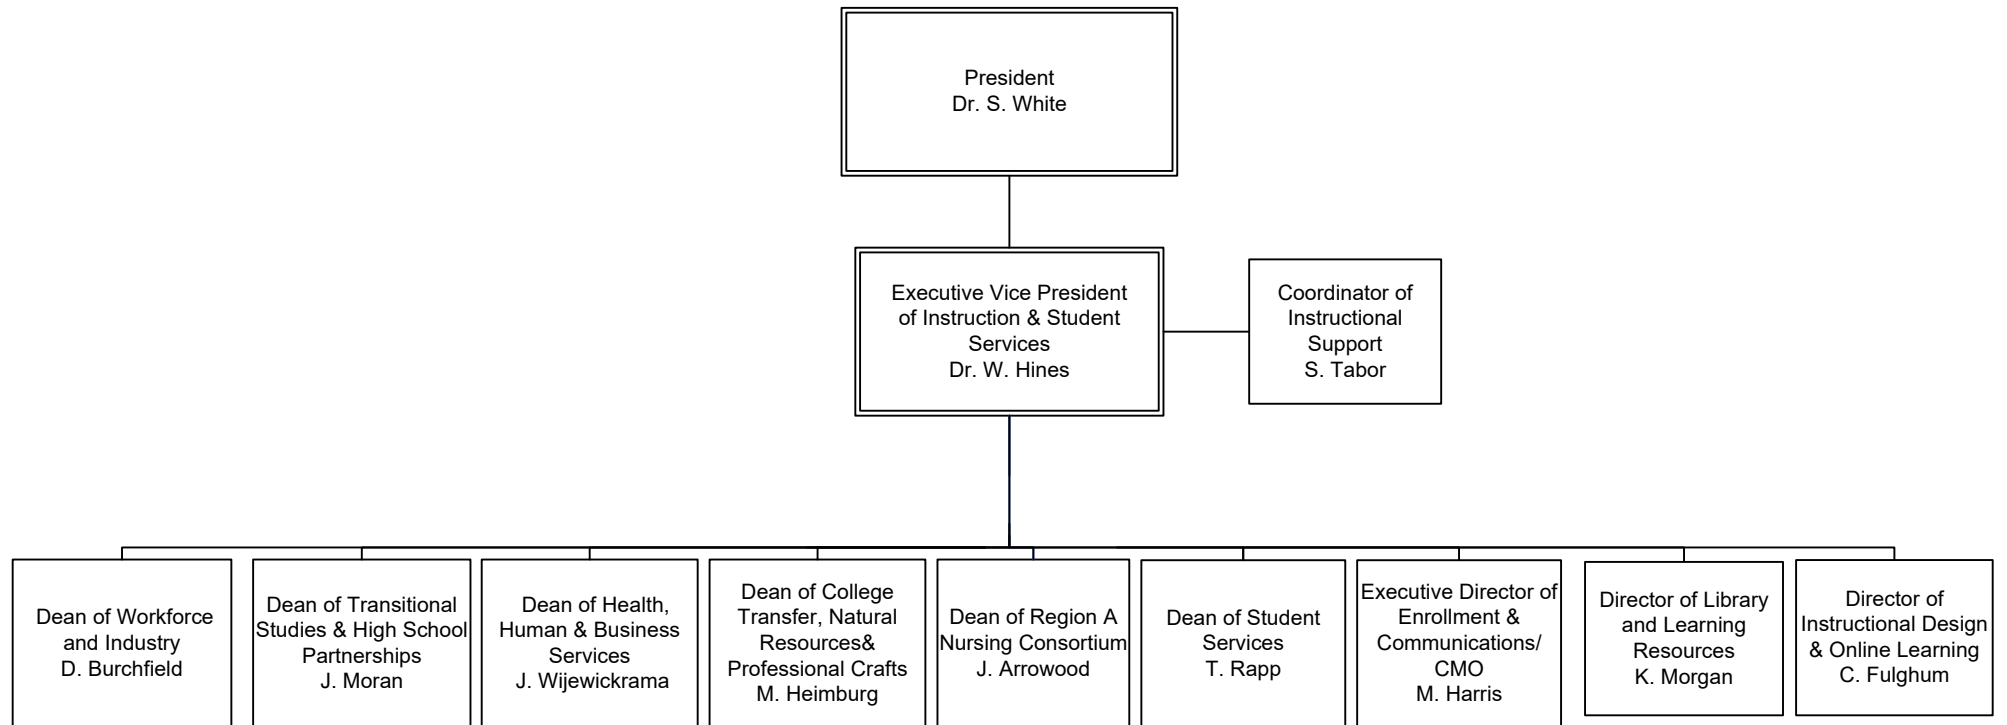 President
Dr. S. White
Executive Vice President
of Instruction & Student
Services
Dr. W. Hines
Coordinator of
Instructional
Support
S. Tabor
Dean of Workforce
and Industry
D. Burchfield
Dean of Transitional
Studies & High School
Partnerships
J. Moran
Dean of Health,
Human & Business
Services
J. Wijewickrama
Dean of College
Transfer, Natural
Resources&
Professional Crafts
M. Heimburg
Dean of Region A
Nursing Consortium
J. Arrowood
Dean of Student
Services
T. Rapp
Executive Director of
Enrollment &
Communications/
CMO
M. Harris
Director of Library
and Learning
Resources
K. Morgan
Director of
Instructional Design
& Online Learning
C. Fulghum